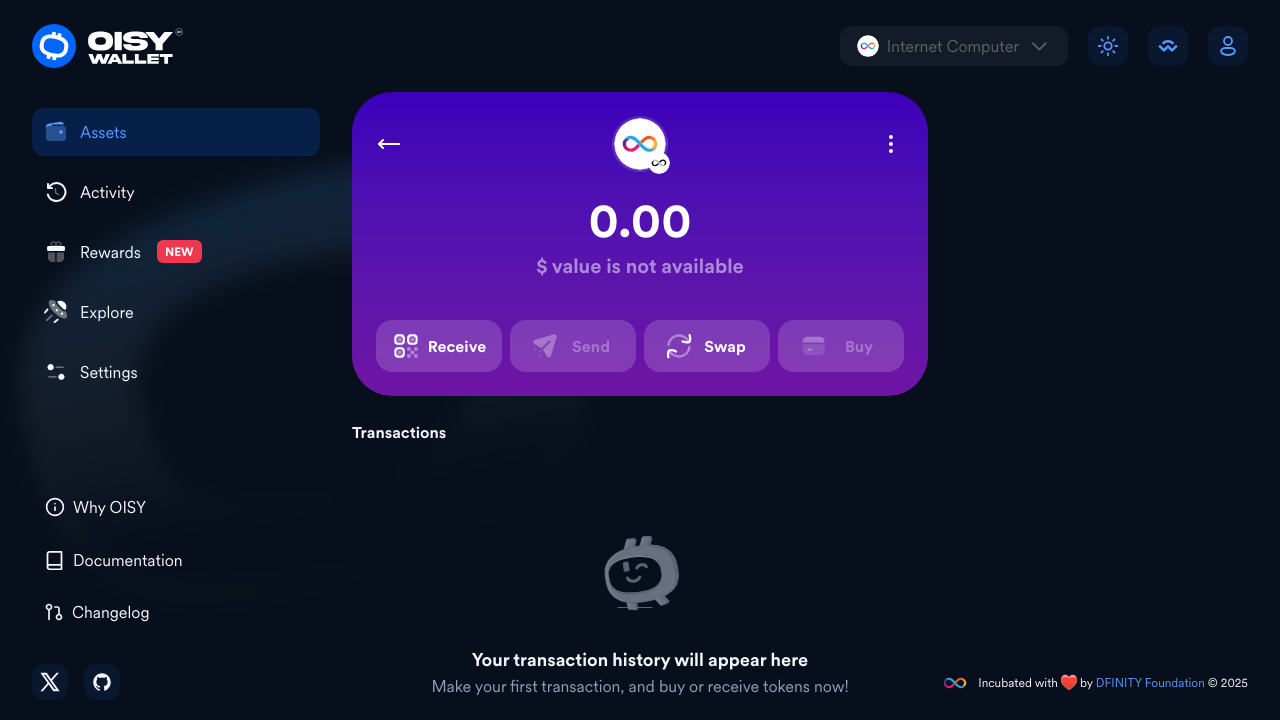 OISY
WALLET
Internet Computer
Assets
Activity
Rewards NEW
Explore
Settings
Why OISY
Documentation
Changelog
0.00
$ value is not available
Receive
Send
Swap
Buy
Transactions
Your transaction history will appear here
Make your first transaction, and buy or receive tokens now!
Incubated with ❤️ by DFINITY Foundation © 2025